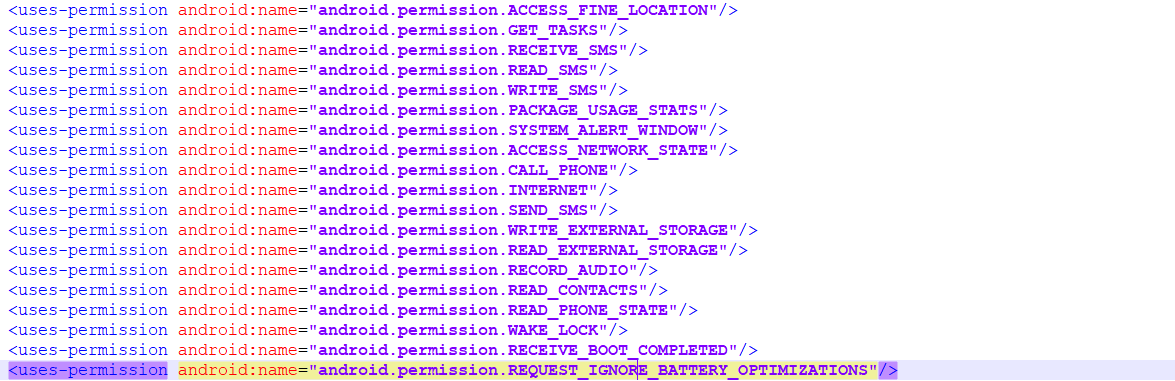 <uses-permission android:name="android.permission.ACCESS_FINE_LOCATION"/>
<uses-permission android:name="android.permission.GET_TASKS"/>
<uses-permission android:name="android.permission.RECEIVE_SMS"/>
<uses-permission android:name="android.permission.READ_SMS"/>
<uses-permission android:name="android.permission.WRITE_SMS"/>
<uses-permission android:name="android.permission.PACKAGE_USAGE_STATS"/>
<uses-permission android:name="android.permission.SYSTEM_ALERT_WINDOW"/>
<uses-permission android:name="android.permission.ACCESS_NETWORK_STATE"/>
<uses-permission android:name="android.permission.CALL_PHONE"/>
<uses-permission android:name="android.permission.INTERNET"/>
<uses-permission android:name="android.permission.SEND_SMS"/>
<uses-permission android:name="android.permission.WRITE_EXTERNAL_STORAGE"/>
<uses-permission android:name="android.permission.READ_EXTERNAL_STORAGE"/>
<uses-permission android:name="android.permission.RECORD_AUDIO"/>
<uses-permission android:name="android.permission.READ_CONTACTS"/>
<uses-permission android:name="android.permission.READ_PHONE_STATE"/>
<uses-permission android:name="android.permission.WAKE_LOCK"/>
<uses-permission android:name="android.permission.RECEIVE_BOOT_COMPLETED"/>
<uses-permission android:name="android.permission.REQUEST_IGNORE_BATTERY_OPTIMIZATIONS"/>